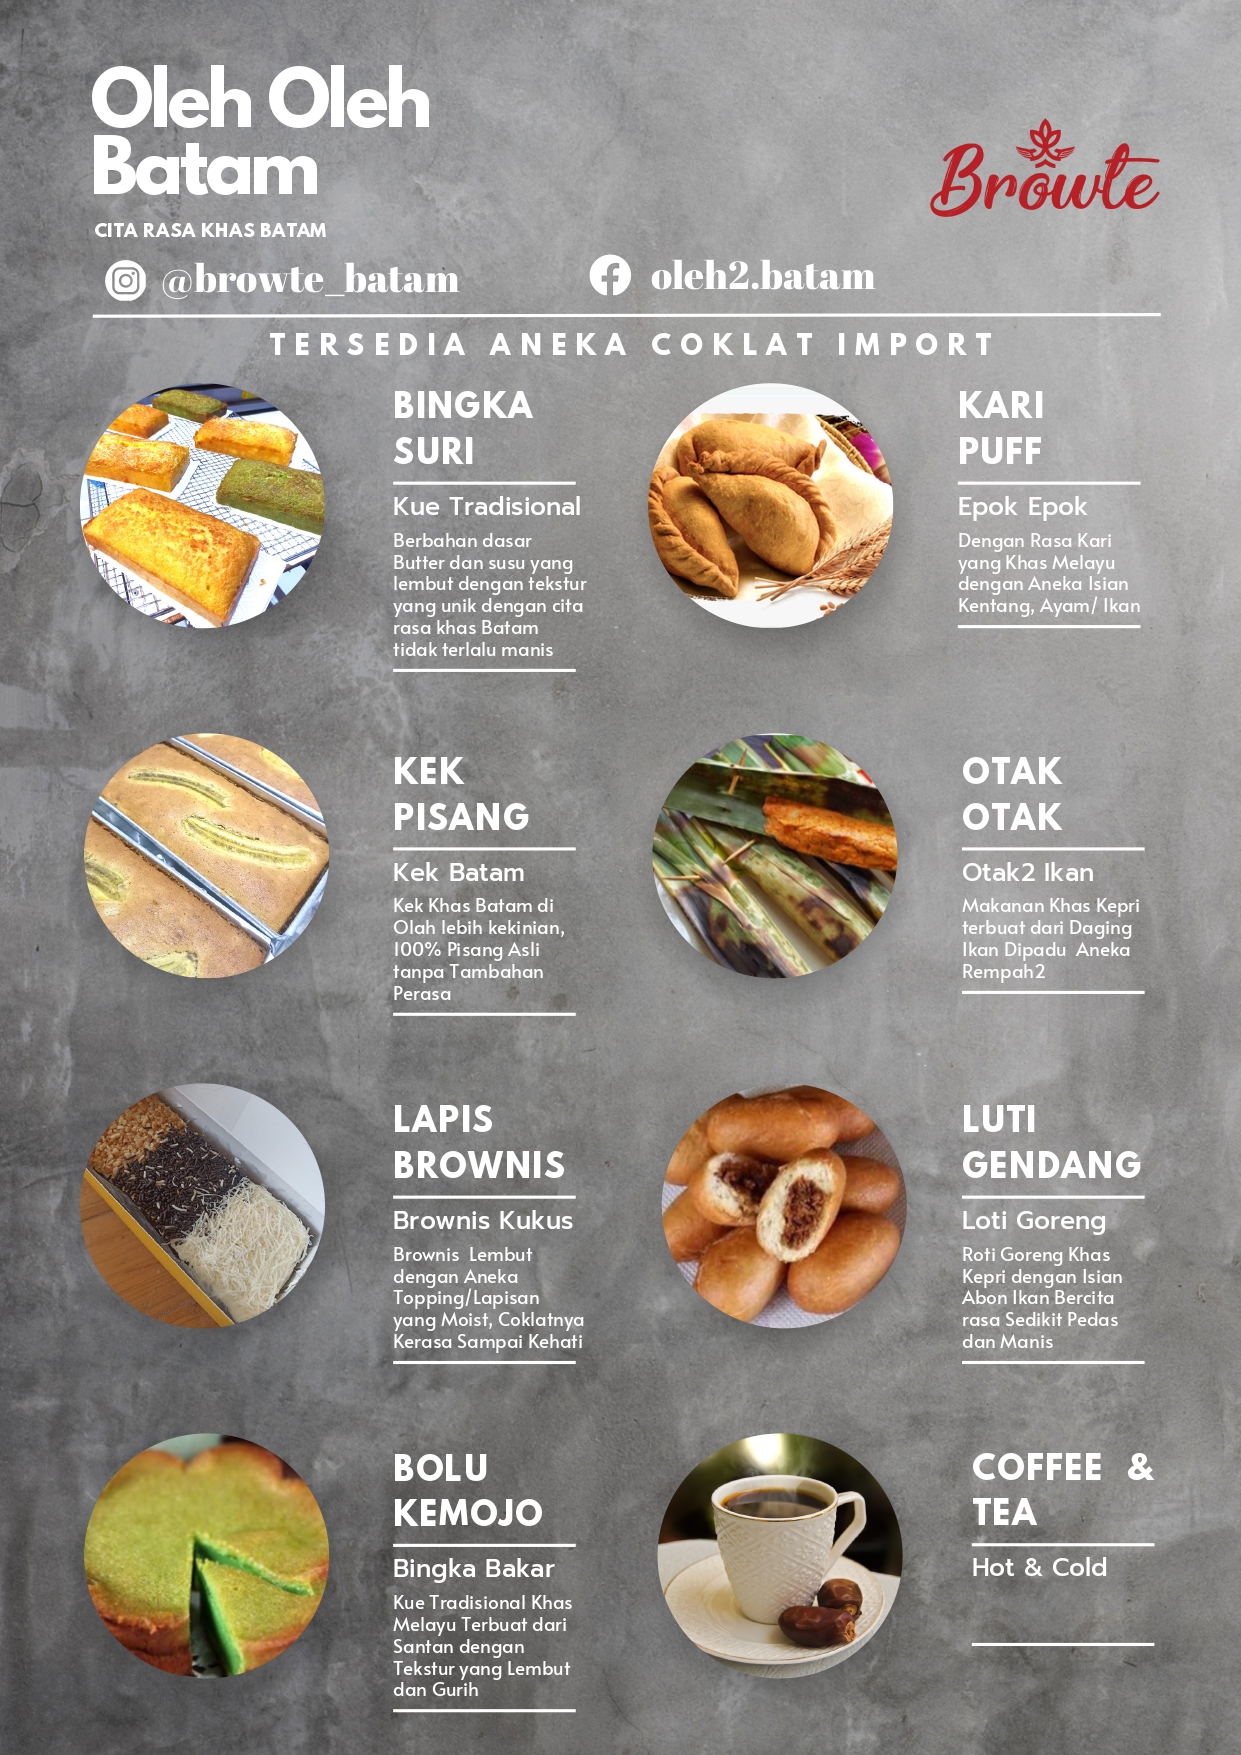 Oleh Oleh
Batam
CITA RASA KHAS BATAM
Browte
@browte_batam
oleh2.batam
TERSEDIA ANEKA COKLAT IMPORT
BINGKA
SURI
Kue Tradisional
Berbahan dasar
Butter dan susu yang
lembut dengan tekstur
yang unik dengan cita
rasa khas Batam
tidak terlalu manis
KARI
PUFF
Epok Epok
Dengan Rasa Kari
yang Khas Melayu
dengan Aneka Isian
Kentang, Ayam/ Ikan
KEK
PISANG
Kek Batam
Kek Khas Batam di
Olah lebih kekinian,
100% Pisang Asli
tanpa Tambahan
Perasa
OTAK
OTAK
Otak2 Ikan
Makanan Khas Kepri
terbuat dari Daging
Ikan Dipadu  Aneka
Rempah2
LAPIS
BROWNIS
Brownis Kukus
Brownis  Lembut
dengan Aneka
Topping/Lapisan
yang Moist, Coklatnya
Kerasa Sampai Kehati
LUTI
GENDANG
Loti Goreng
Roti Goreng Khas
Kepri dengan Isian
Abon Ikan Bercita
rasa Sedikit Pedas
dan Manis
BOLU
KEMOJO
Bingka Bakar
Kue Tradisional Khas
Melayu Terbuat dari
Santan dengan
Tekstur yang Lembut
dan Gurih
COFFEE &
TEA
Hot & Cold